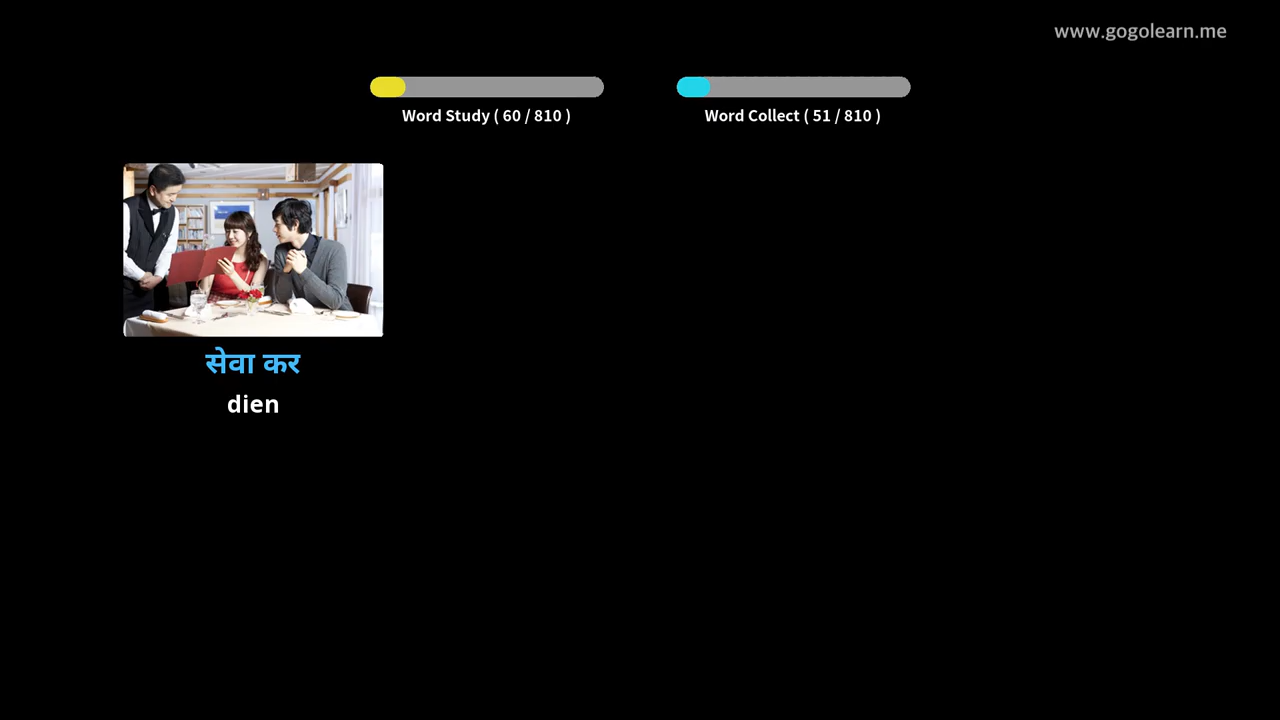 www.gogolearn.me
Word Study ( 60 / 810 )
Word Collect ( 51 / 810 )
सेवा कर
dien